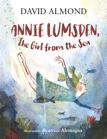 DAVID ALMOND
ANNIE LUMSDEN,
The Girl from the Sea
Beatrice Alemagna